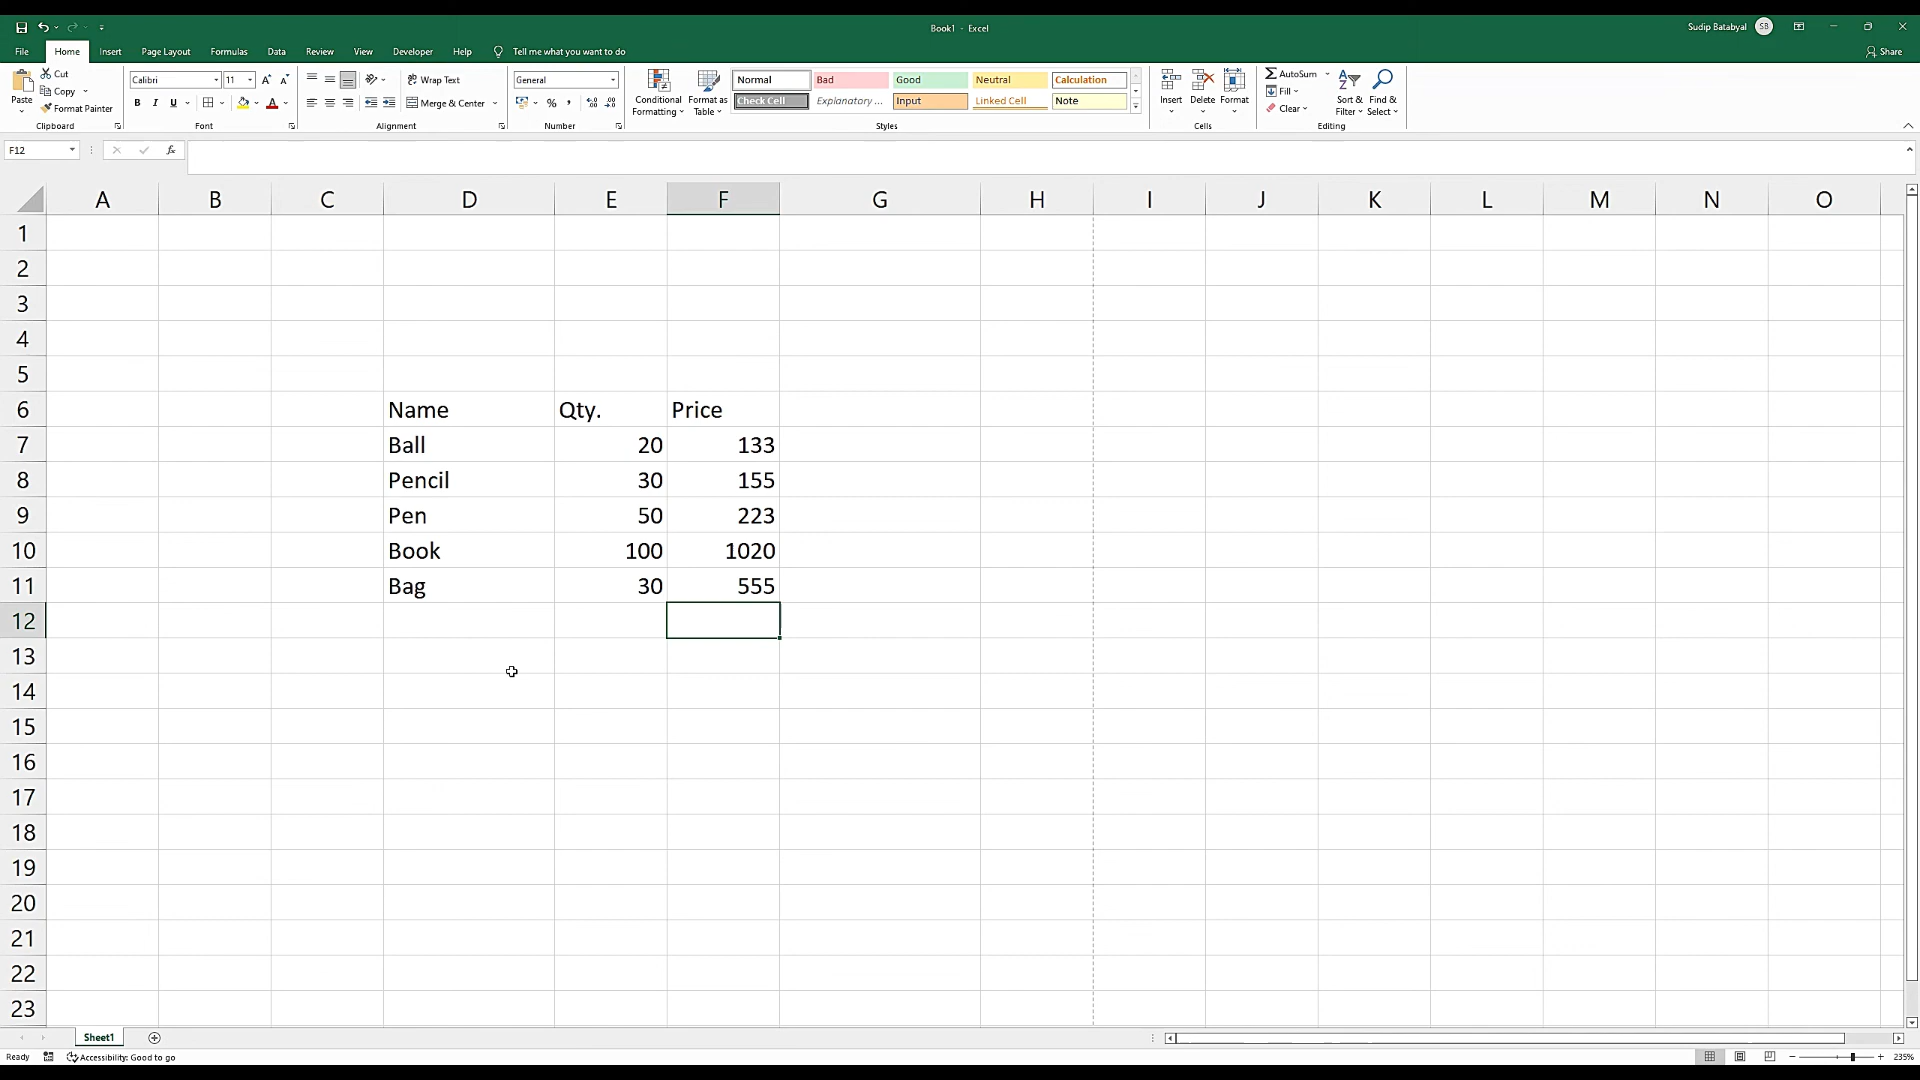 Book1 - Excel
Sudip Batabyal
SB
File Home Insert Page Layout Formulas Data Review View Developer Help Tell me what you want to do
Share
Paste
Cut
Copy
Format Painter
Clipboard
Calibri 11
B I U
Font
Wrap Text
Merge & Center
Alignment
General
Number
Conditional Formatting
Format as Table
Normal Bad Good Neutral Calculation
Check Cell Explanatory ... Input Linked Cell Note
Styles
Insert Delete Format
Cells
AutoSum
Fill
Clear
Sort & Filter
Find & Select
Editing
F12
fx
A B C D E F G H I J K L M N O
1
2
3
4
5
6 Name Qty. Price
7 Ball 20 133
8 Pencil 30 155
9 Pen 50 223
10 Book 100 1020
11 Bag 30 555
12
13
14
15
16
17
18
19
20
21
22
23
Sheet1
Ready Accessibility: Good to go
235%